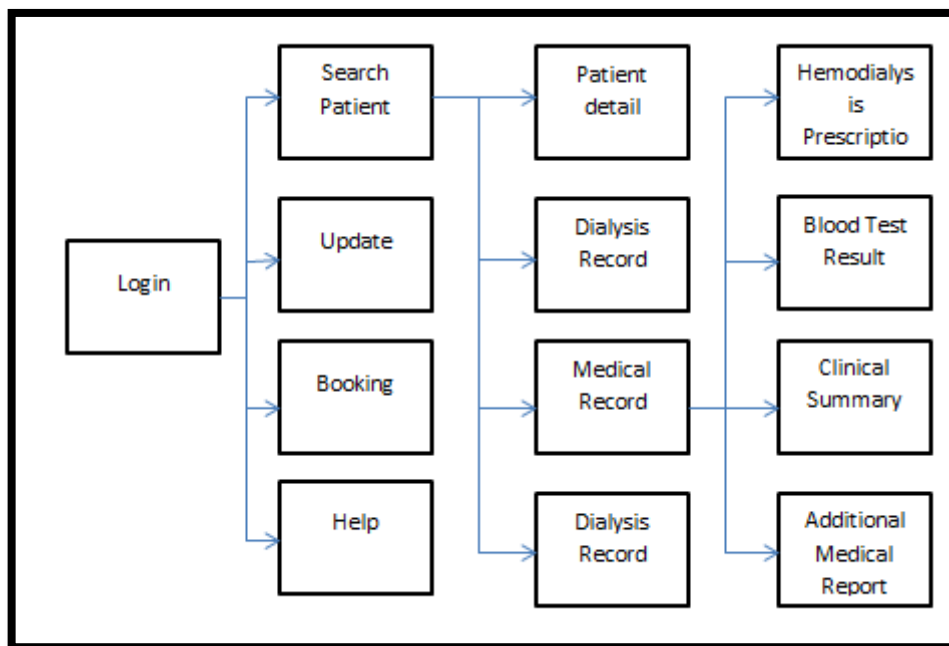 Login
Search
Patient
Update
Booking
Help
Patient
detail
Dialysis
Record
Medical
Record
Dialysis
Record
Hemodialys
is
Prescriptio
Blood Test
Result
Clinical
Summary
Additional
Medical
Report